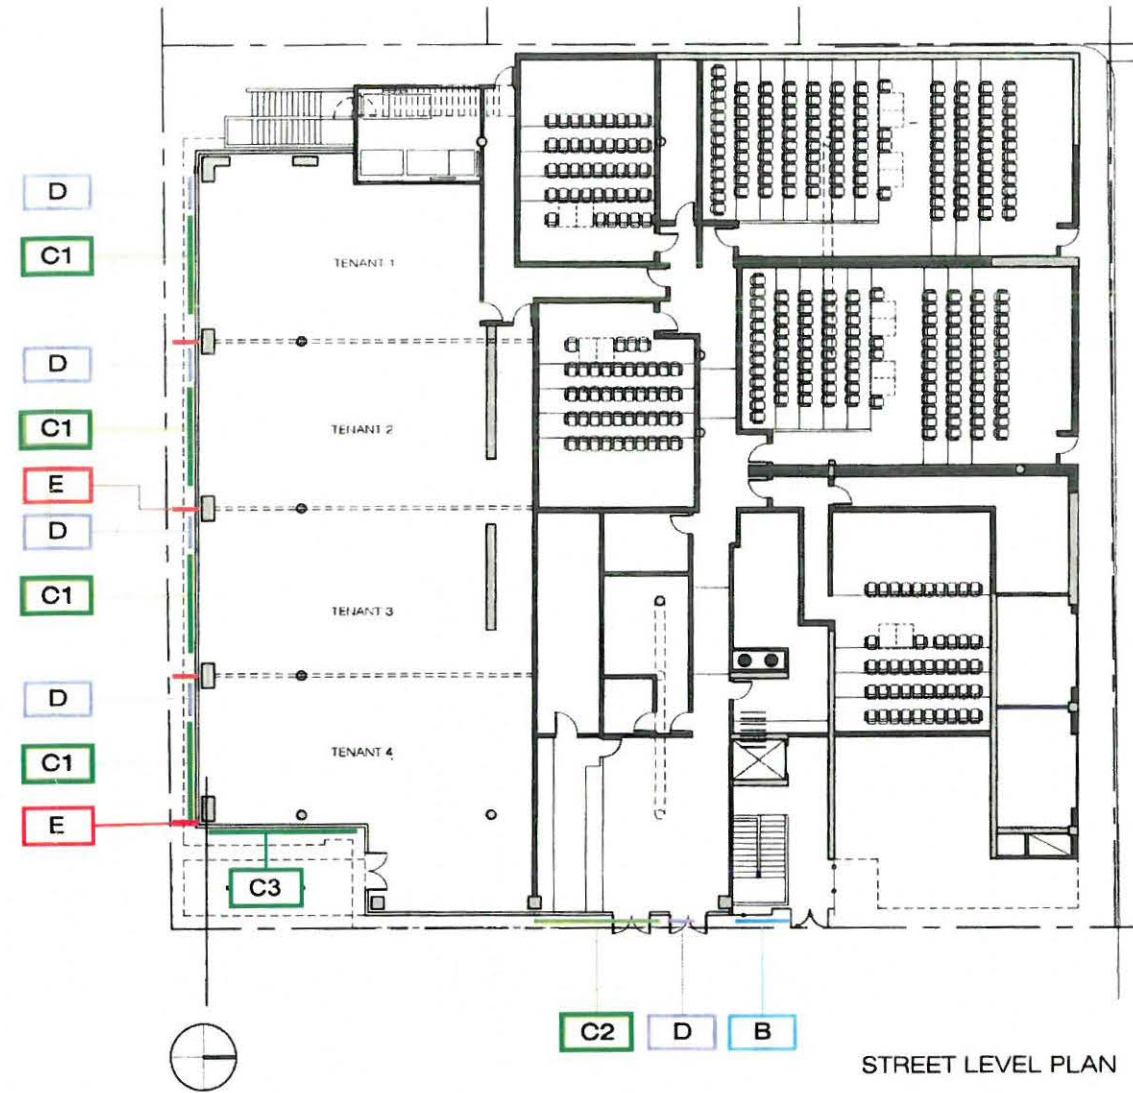 D
C1
TENANT 1
D
C1
TENANT 2
E
D
C1
TENANT 3
D
C1
TENANT 4
E
C3
C2
D
B
STREET LEVEL PLAN